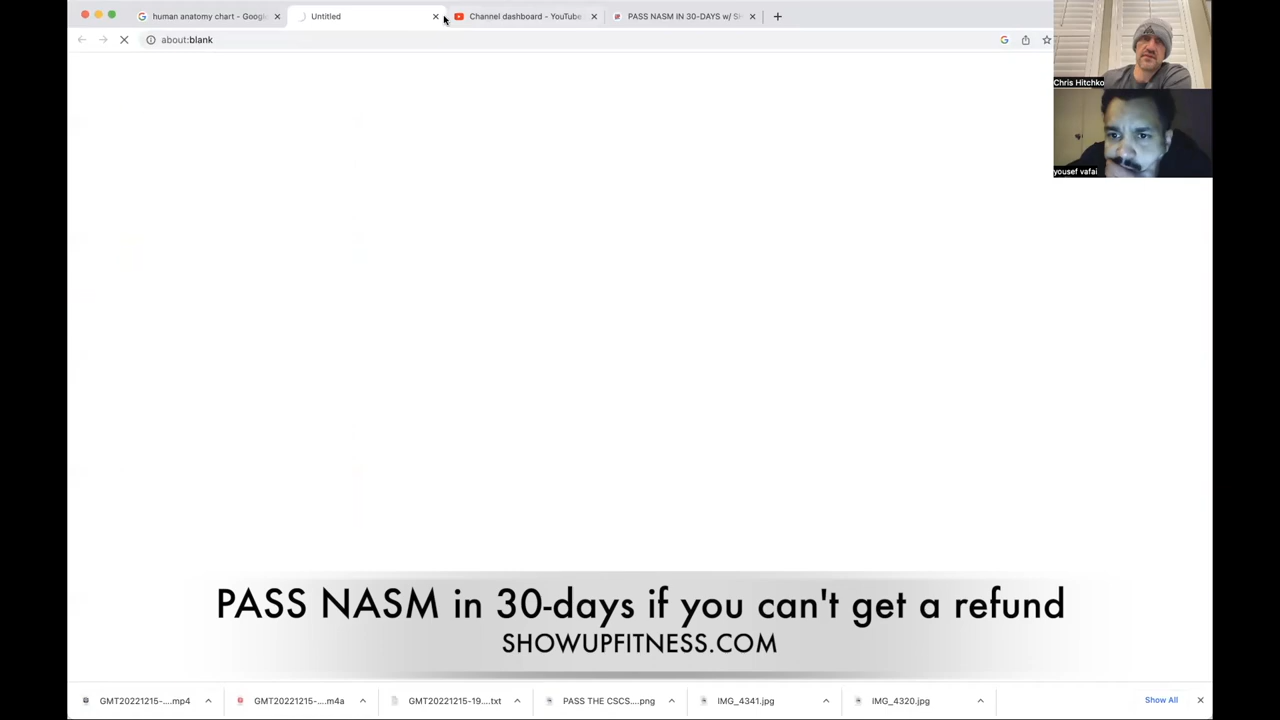 human anatomy chart - Google
Untitled
Channel dashboard - YouTube
PASS NASM IN 30-DAYS w/ SH
about:blank
Chris Hitchko
yousef vafai
PASS NASM in 30-days if you can't get a refund
SHOWUPFITNESS.COM
GMT20221215-....mp4
GMT20221215-....m4a
GMT20221215-19....txt
PASS THE CSCS....png
IMG_4341.jpg
IMG_4320.jpg
Show All